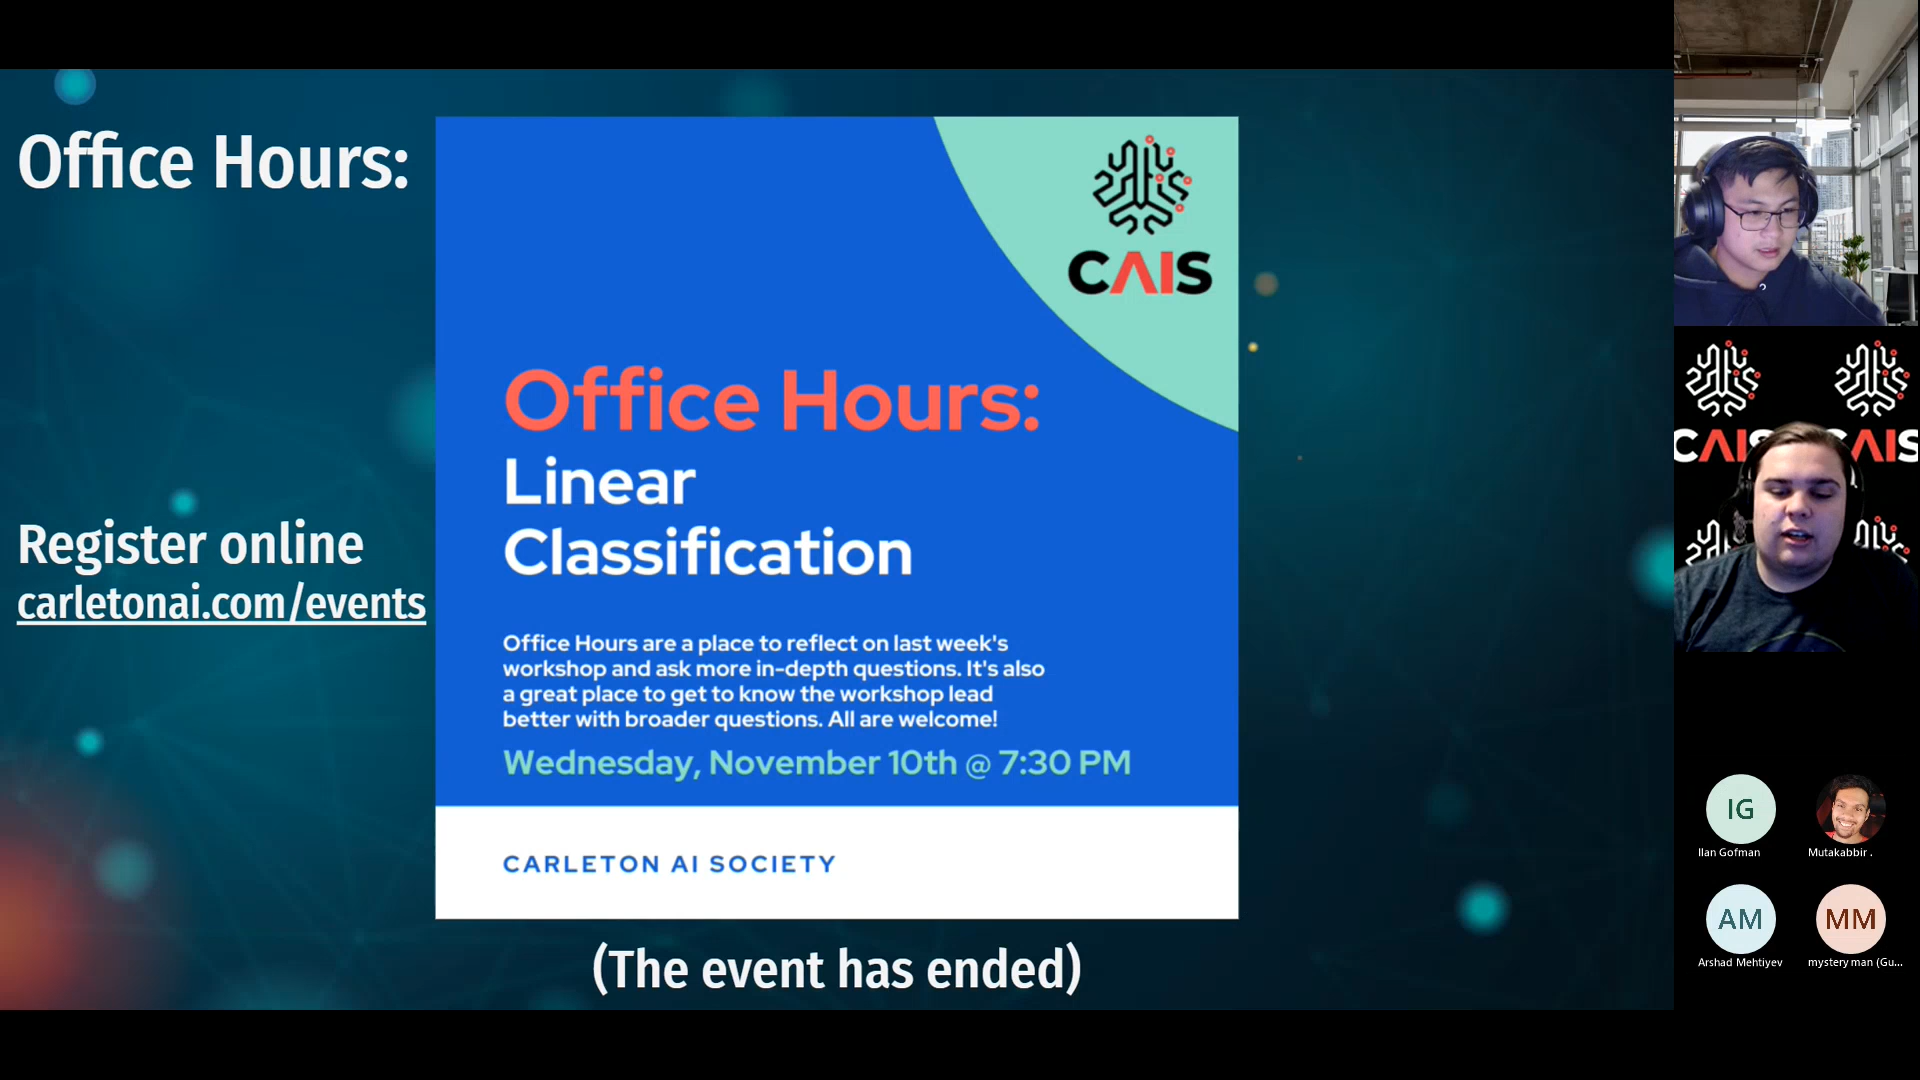 Office Hours:
Register online
carletonai.com/events
CAIS
Office Hours:
Linear
Classification
Office Hours are a place to reflect on last week's
workshop and ask more in-depth questions. It's also
a great place to get to know the workshop lead
better with broader questions. All are welcome!
Wednesday, November 10th @ 7:30 PM
CARLETON AI SOCIETY
(The event has ended)
CAIS
CAIS
IG
Ilan Gofman
Mutakabbir .
AM
Arshad Mehtiyev
MM
mystery man (Gu...